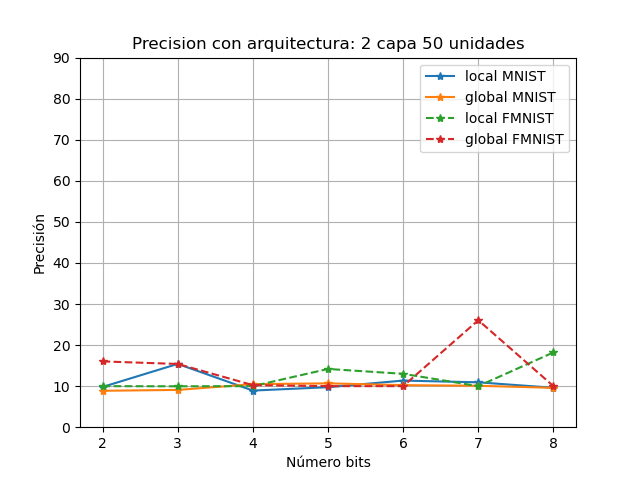 Precision con arquitectura: 2 capa 50 unidades
local MNIST
global MNIST
local FMNIST
global FMNIST
Precisión
90
80
70
60
50
40
30
20
10
0
2 3 4 5 6 7 8
Número bits